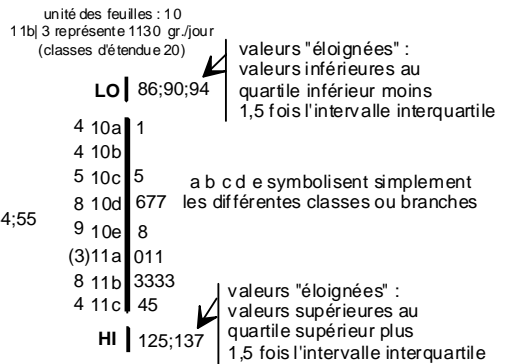 unité des feuilles : 10
11b| 3 représente 1130 gr./jour
(classes d'étendue 20)
valeurs "éloignées" :
valeurs inférieures au
quartile inférieur moins
1,5 fois l'intervalle interquartile
LO 86;90;94
4 10a 1
4 10b
5 10c 5
8 10d 677
9 10e 8
(3)11a 011
8 11b 3333
4 11c 45
HI 125;137
4;55
a b c d e symbolisent simplement
les différentes classes ou branches
valeurs "éloignées" :
valeurs supérieures au
quartile supérieur plus
1,5 fois l'intervalle interquartile